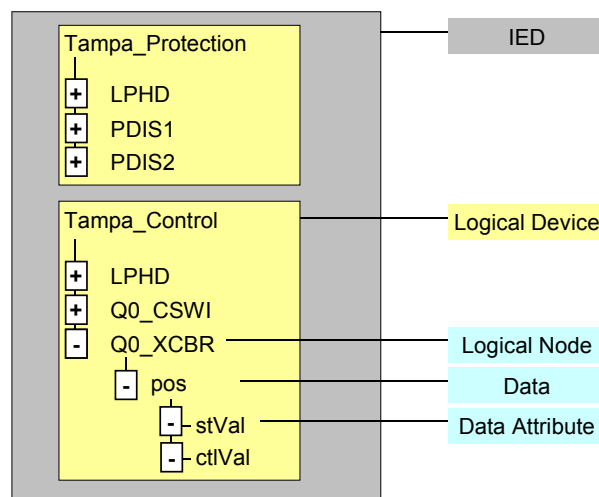 Tampa_Protection
IED
+ LPHD
+ PDIS1
+ PDIS2
Tampa_Control
Logical Device
+ LPHD
+ Q0_CSWI
- Q0_XCBR
Logical Node
- pos
Data
- stVal
Data Attribute
- ctlVal